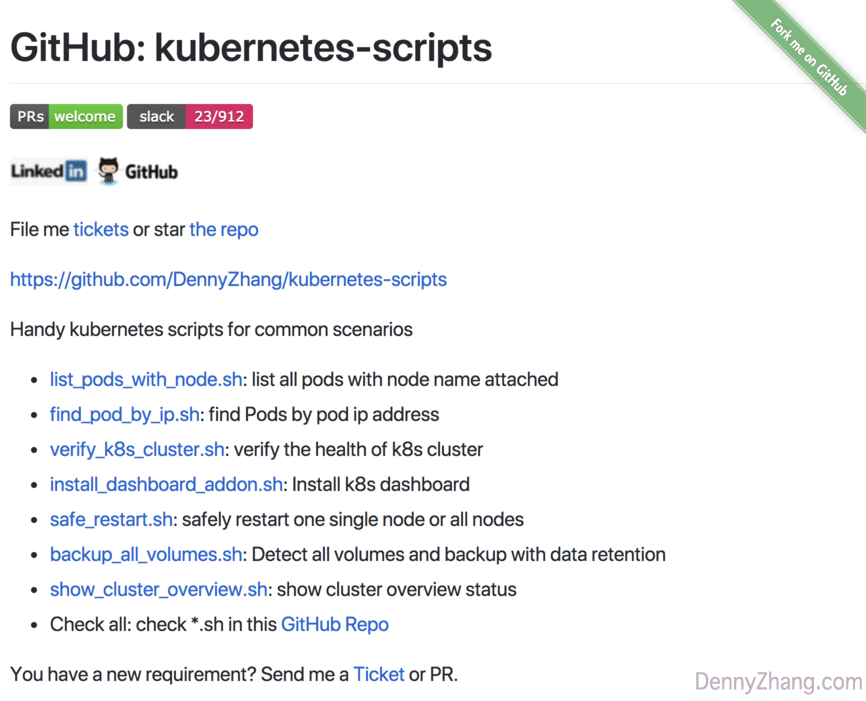 GitHub: kubernetes-scripts
Fork me on GitHub
PRs welcome slack 23/912
Linked in GitHub
File me tickets or star the repo
https://github.com/DennyZhang/kubernetes-scripts
Handy kubernetes scripts for common scenarios
• list_pods_with_node.sh: list all pods with node name attached
• find_pod_by_ip.sh: find Pods by pod ip address
• verify_k8s_cluster.sh: verify the health of k8s cluster
• install_dashboard_addon.sh: Install k8s dashboard
• safe_restart.sh: safely restart one single node or all nodes
• backup_all_volumes.sh: Detect all volumes and backup with data retention
• show_cluster_overview.sh: show cluster overview status
• Check all: check *.sh in this GitHub Repo
You have a new requirement? Send me a Ticket or PR.
DennyZhang.com